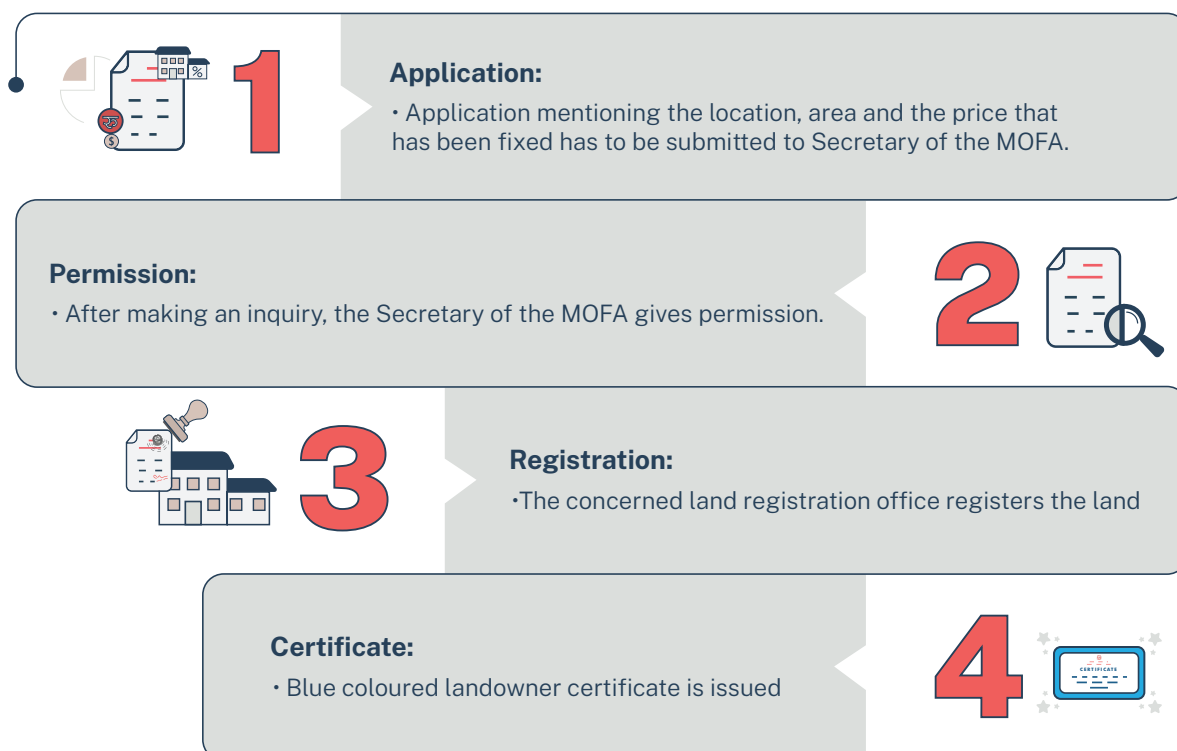 1
Application:
• Application mentioning the location, area and the price that
has been fixed has to be submitted to Secretary of the MOFA.
%
रु
$
Permission:
• After making an inquiry, the Secretary of the MOFA gives permission.
2
3
Registration:
•The concerned land registration office registers the land
Certificate:
• Blue coloured landowner certificate is issued
4
CERTIFICATE